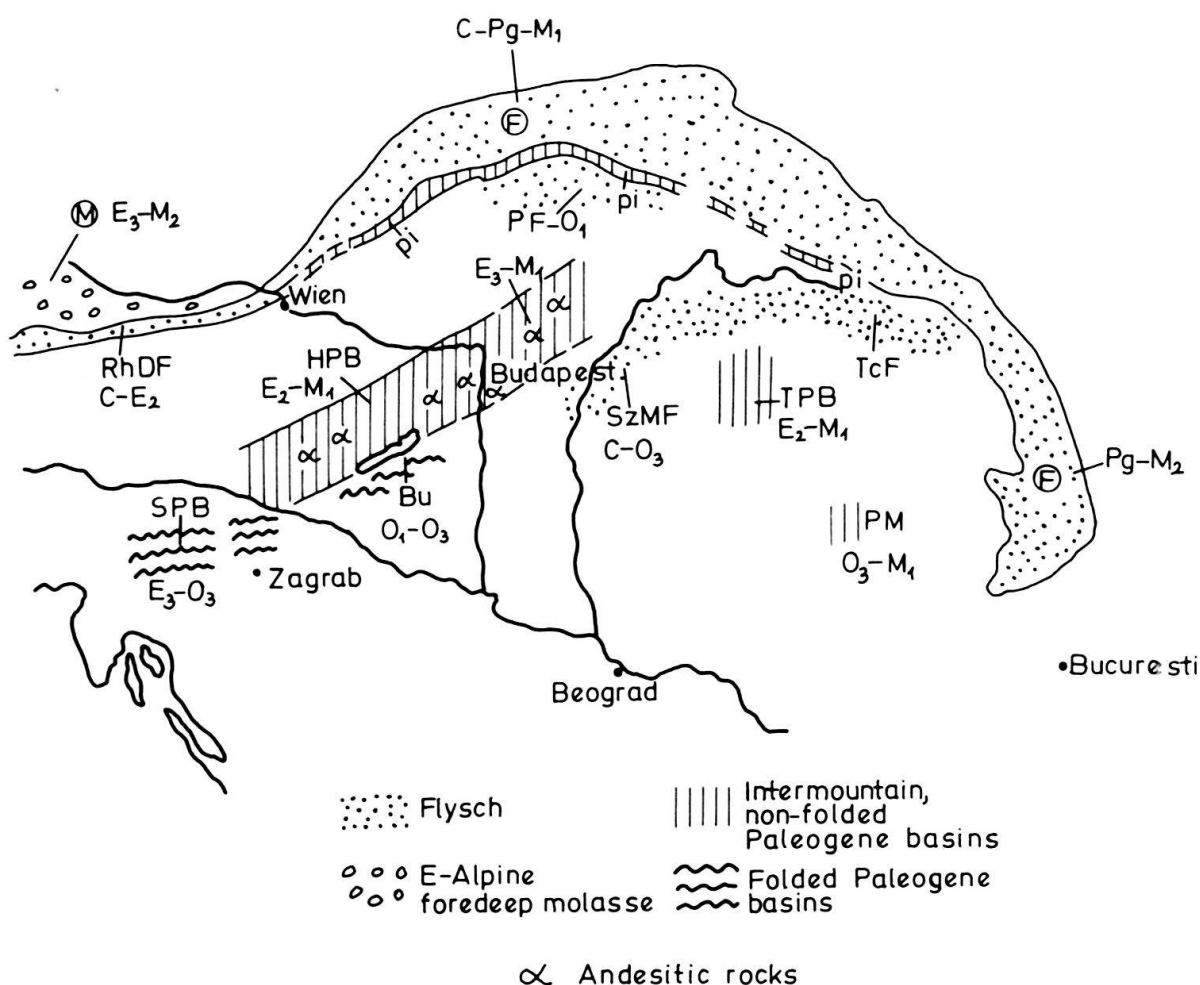 C-Pg-M₁
F
M E₃-M₂
pi
PF-O₁
pi
E₃-M₁
α
α
pi
Wien
RhDF
C-E₂
HPB
E₂-M₁
Budapest.
α
α
α
α
α
TcF
SzMF
C-O₃
TPB
E₂-M₁
Pg-M₂
F
Bu
O₁-O₃
SPB
E₃-O₃
Zagrab
PM
O₃-M₁
Beograd
Bucuresti
Flysch
Intermountain,
non-folded
Paleogene basins
E-Alpine
foredeep molasse
Folded Paleogene
basins
α Andesitic rocks